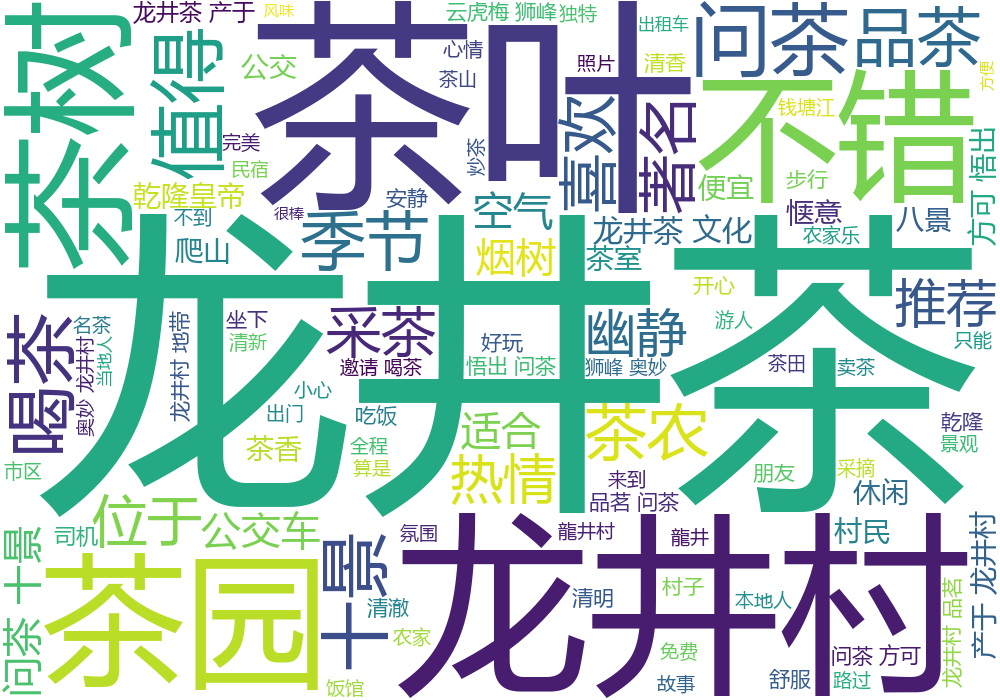 龙井茶 产于
风味
云虎梅 狮峰
独特
出租车
茶树
值得
公交
茶叶
心情
茶山
照片
清香
问茶
品茶
方便
不错
钱塘江
喜欢
著名
完美
民宿
炒茶
便宜
步行
方可 悟出
乾隆皇帝
安静
很棒
不到
爬山
季节
空气
烟树
龙井茶 文化
茶室
惬意
农家乐
八景
龙井茶
开心
游人
推荐
喝茶
名茶
当地人
奥妙 龙井村
龙井村 地带
坐下
清新
采茶
邀请 喝茶
好玩
悟出 问茶
幽静
狮峰 奥妙
茶田
卖茶
只能
小心
出门
吃饭
茶香
全程
算是
适合
热情
茶农
来到
品茗 问茶
朋友
采摘
乾隆
景观
休闲
市区
位于
公交车
司机
氛围
龍井村
龍井
村民
问茶 十景
茶园
十景
清澈
农家
饭馆
龙井村
清明
村子
本地人
免费
故事
舒服
问茶 方可
路过
龙井村 品茗
产于 龙井村